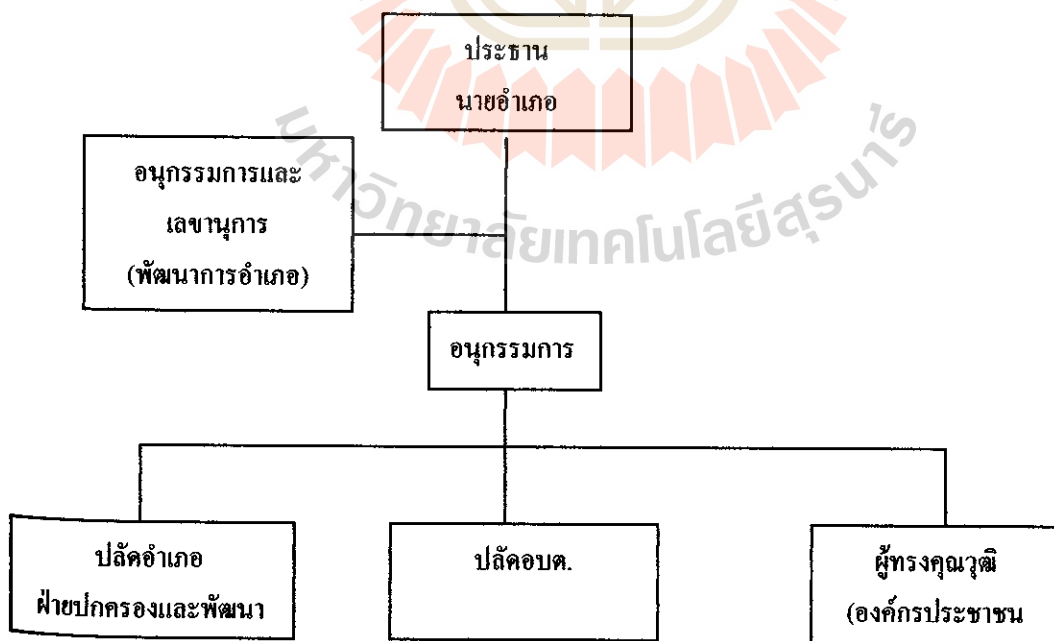 ประธาน
นายอำเภอ
อนุกรรมการและ
เลขานุการ
(พัฒนาการอำเภอ)
มหาวิทยาลัยเทคโนโลยีสุรนารี
อนุกรรมการ
ปลัดอำเภอ
ฝ่ายปกครองและพัฒนา
ปลัดอบต.
ผู้ทรงคุณวุฒิ
(องค์กรประชาชน